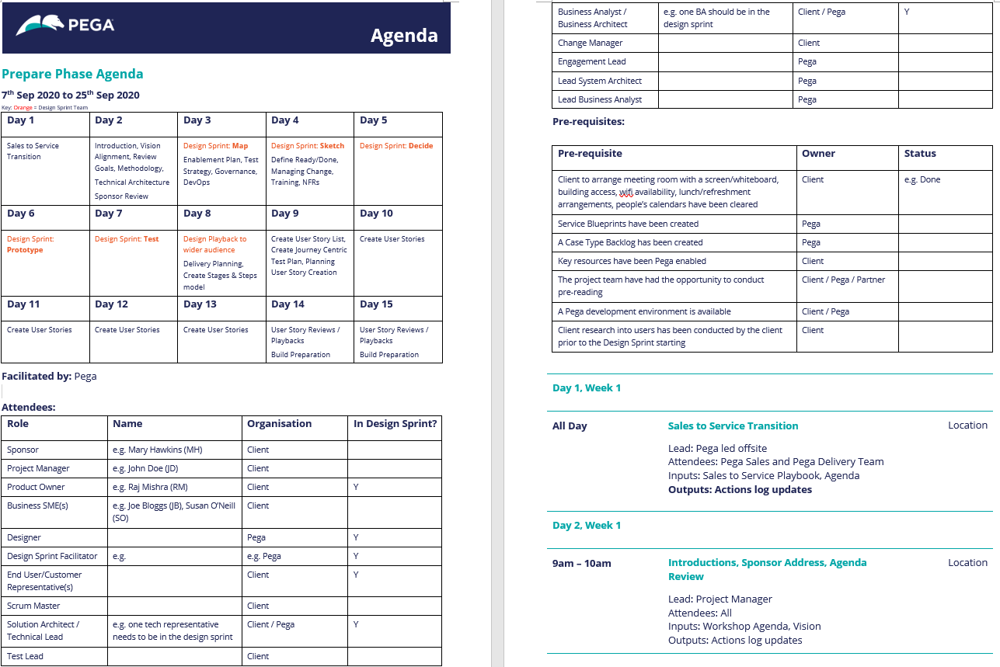 PEGA
Agenda
Prepare Phase Agenda
7th Sep 2020 to 25th Sep 2020
Key: Orange = Design Sprint Team
Day 1 Day 2 Day 3 Day 4 Day 5
Sales to Service
Transition
Introduction, Vision
Alignment, Review
Goals, Methodology,
Technical Architecture
Sponsor Review
Design Sprint: Map
Enablement Plan, Test
Strategy, Governance,
DevOps
Design Sprint: Sketch
Define Ready/Done,
Managing Change,
Training, NFRs
Design Sprint: Decide
Day 6 Day 7 Day 8 Day 9 Day 10
Design Sprint:
Prototype
Design Sprint: Test
Design Playback to
wider audience
Delivery Planning,
Create Stages & Steps
model
Create User Story List,
Create Journey Centric
Test Plan, Planning
User Story Creation
Create User Stories
Day 11 Day 12 Day 13 Day 14 Day 15
Create User Stories
Create User Stories
Create User Stories
User Story Reviews /
Playbacks
Build Preparation
User Story Reviews /
Playbacks
Build Preparation
Facilitated by: Pega
Attendees:
Role Name Organisation In Design Sprint?
Sponsor e.g. Mary Hawkins (MH) Client
Project Manager e.g. John Doe (JD) Client
Product Owner e.g. Raj Mishra (RM) Client Y
Business SME(s) e.g. Joe Bloggs (JB), Susan O'Neill Client
(SO)
Designer Pega Y
Design Sprint Facilitator e.g. e.g. Pega Y
End User/Customer Client Y
Representative(s)
Scrum Master Client
Solution Architect / e.g. one tech representative Client / Pega Y
Technical Lead needs to be in the design sprint
Test Lead Client
Business Analyst / e.g. one BA should be in the Client / Pega Y
Business Architect design sprint
Change Manager Client
Engagement Lead Pega
Lead System Architect Pega
Lead Business Analyst Pega
Pre-requisites:
Pre-requisite Owner Status
Client to arrange meeting room with a screen/whiteboard, Client e.g. Done
building access, wifi availability, lunch/refreshment
arrangements, people's calendars have been cleared
Service Blueprints have been created Pega
A Case Type Backlog has been created Pega
Key resources have been Pega enabled Client
The project team have had the opportunity to conduct Client / Pega / Partner
pre-reading
A Pega development environment is available Client / Pega
Client research into users has been conducted by the client Client
prior to the Design Sprint starting
Day 1, Week 1
All Day Sales to Service Transition Location
Lead: Pega led offsite
Attendees: Pega Sales and Pega Delivery Team
Inputs: Sales to Service Playbook, Agenda
Outputs: Actions log updates
Day 2, Week 1
9am – 10am Introductions, Sponsor Address, Agenda Location
Review
Lead: Project Manager
Attendees: All
Inputs: Workshop Agenda, Vision
Outputs: Actions log updates